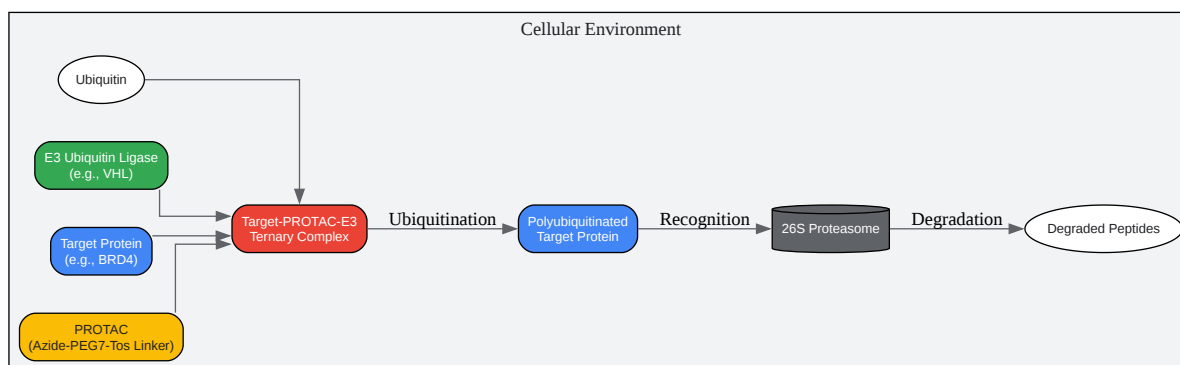 Cellular Environment
Ubiquitin
E3 Ubiquitin Ligase
(e.g., VHL)
Target Protein
(e.g., BRD4)
PROTAC
(Azide-PEG7-Tos Linker)
Target-PROTAC-E3
Ternary Complex
Ubiquitination
Polyubiquitinated
Target Protein
Recognition
26S Proteasome
Degradation
Degraded Peptides